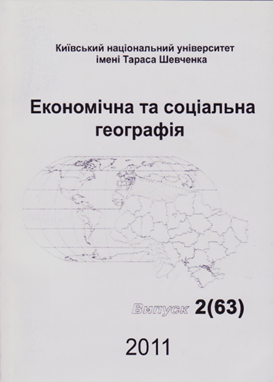 Київський національний університет
імені Тараса Шевченка
Економічна та соціальна
географія
Випуск 2(63)
2011